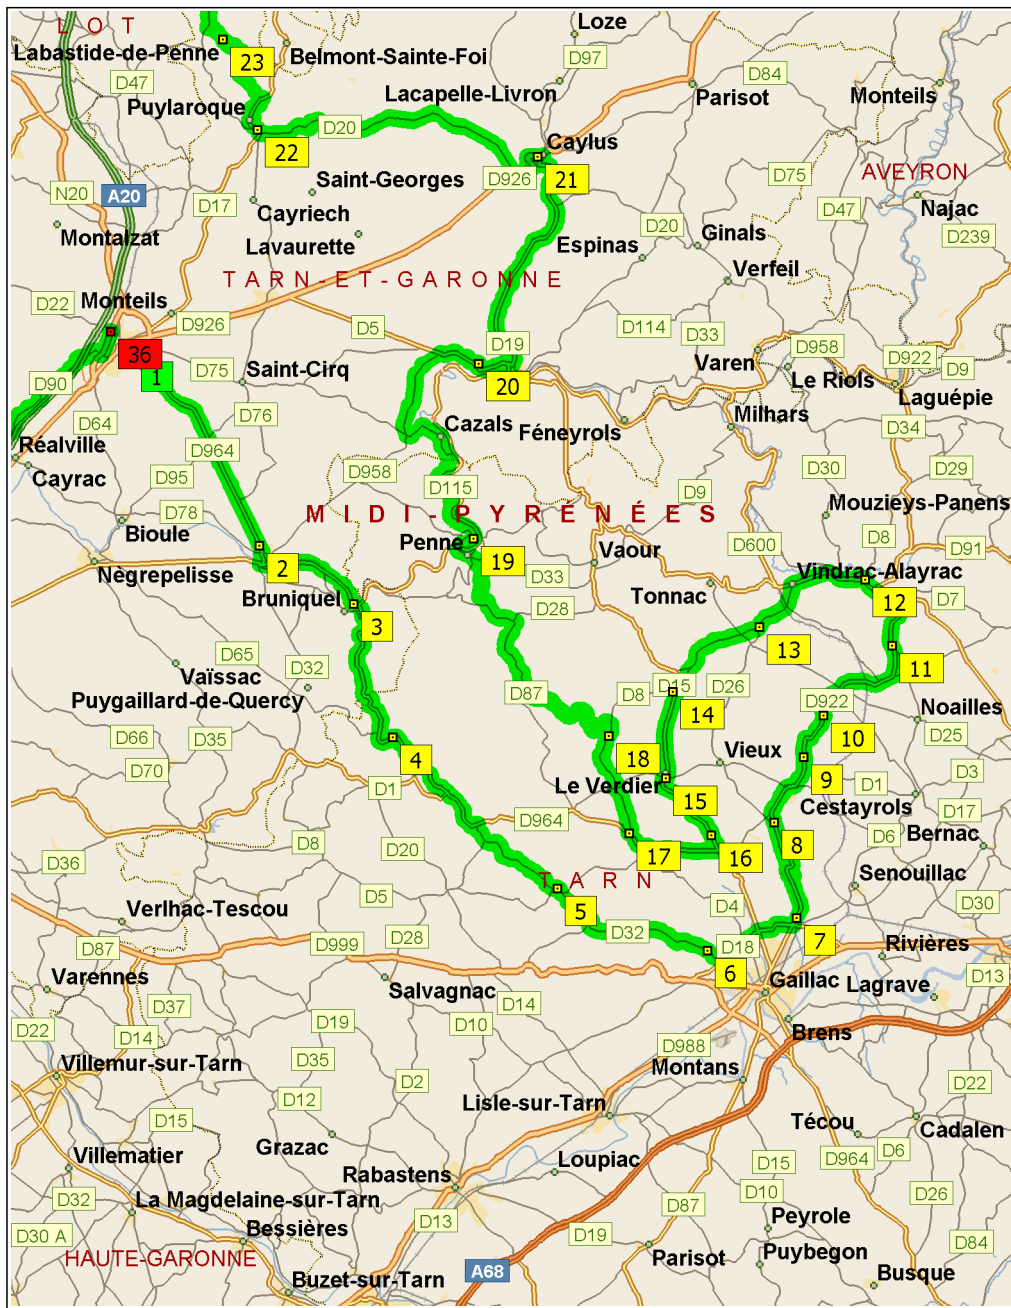 LOT
Loze
Labastide-de-Penne
Belmont-Sainte-Foi
23
D97
D47
D84
Lacapelle-Livron
Parisot
Monteils
Puylaroque
D20
22
Caylus
D926
21
AVEYRON
D75
N20
A20
Saint-Georges
D17
Cayriech
Najac
D47
Montalzat
Lavaurette
Espinas
D20
Ginals
D239
Verfeil
TARN-ET-GARONNE
D22
Monteils
D926
D5
D114
D33
D19
Varen
D958
D922
D9
36
1
D90
D75
Saint-Cirq
20
Le Riols
Laguépie
D64
D76
Cazals
Féneyrols
Milhars
D34
Réalville
D964
Cayrac
D95
D958
D115
D9
D30
D29
Mouzieys-Panens
D78
MIDI-PYRÉNÉES
Bioule
Penne
19
Vaour
D600
D8
D91
Nègrepelisse
2
D33
Vindrac-Alayrac
Bruniquel
3
D28
Tonnac
12
D7
13
11
D65
Vaïssac
D32
Puygaillard-de-Quercy
D87
D8
D15
D26
14
D922
Noailles
D66
D35
10
D25
D70
4
18
Vieux
9
D3
D1
Le Verdier
15
D1
Cestayrols
D17
D964
8
D6
Bernac
D8
D20
17
16
D36
Senouillac
TARN
D5
5
D4
D30
Verlhac-Tescou
D32
7
D87
D999
D28
D18
Rivières
6
Varennes
Salvagnac
Gaillac
Lagrave
D13
D37
D14
D22
D19
D10
Brens
D14
D988
Villemur-sur-Tarn
D35
Montans
D2
D22
D12
Lisle-sur-Tarn
D15
Técou
Cadalen
Grazac
D6
Villematier
Loupiac
D15
D964
Rabastens
D32
La Magdelaine-sur-Tarn
D10
D26
D87
D13
Peyrole
D30 A
Bessières
D19
D84
HAUTE-GARONNE
Parisot
Puybegon
A68
Buzet-sur-Tarn
Busque